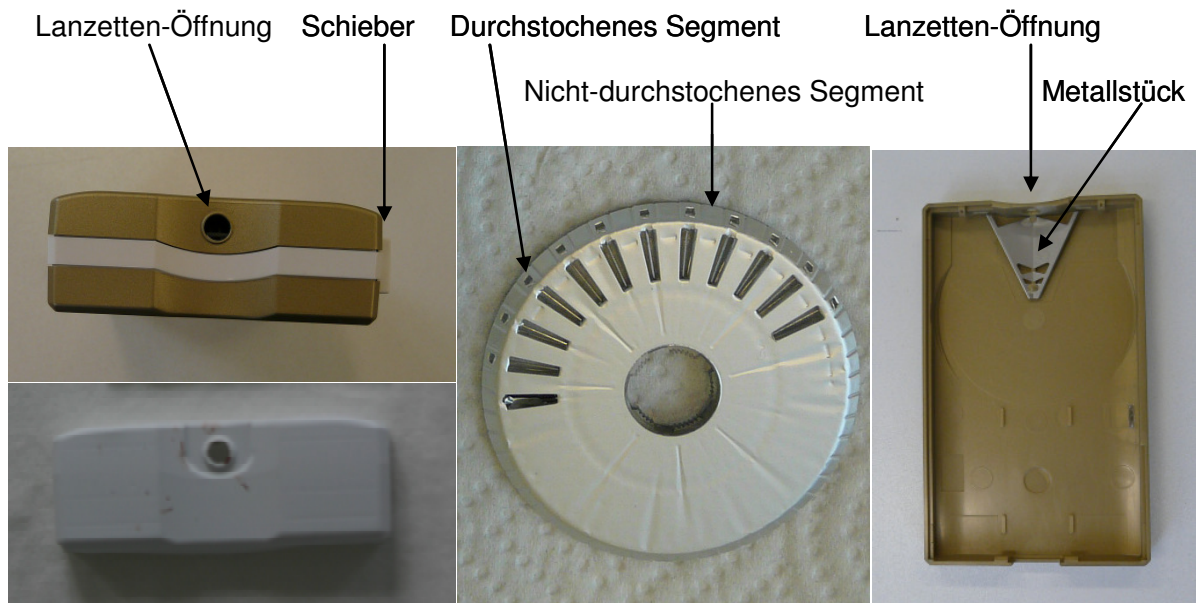 Lanzetten-Öffnung Schieber Durchstochenes Segment Lanzetten-Öffnung
Nicht-durchstochenes Segment Metallstück